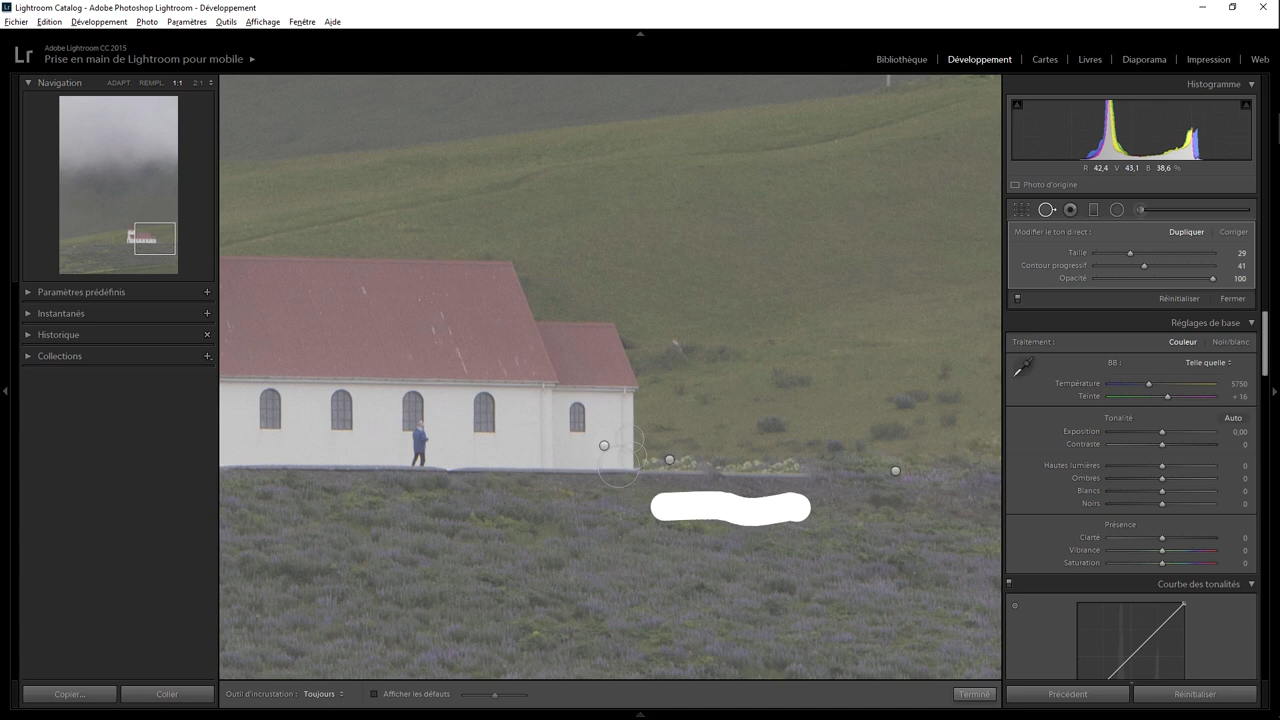 Lightroom Catalog - Adobe Photoshop Lightroom - Développement
Fichier Edition Développement Photo Paramètres Outils Affichage Fenêtre Aide
Lr
Adobe Lightroom CC 2015
Prise en main de Lightroom pour mobile
Bibliothèque Développement Cartes Livres Diaporama Impression Web
Navigation ADAPT. REMPL. 1:1 2:1
Paramètres prédéfinis
Instantanés
Historique
Collections
Copier... Coller
Outil d'incrustation : Toujours Afficher les défauts Terminé
Histogramme
R 42,4 V 43,1 B 38,6 %
Photo d'origine
Modifier le ton direct : Dupliquer Corriger
Taille 29
Contour progressif 41
Opacité 100
Réinitialiser Fermer
Réglages de base
Traitement : Couleur Noir/blanc
BB : Telle quelle
Température 5750
Teinte + 16
Tonalité Auto
Exposition 0,00
Contraste 0
Hautes lumières 0
Ombres 0
Blancs 0
Noirs 0
Présence
Clarté 0
Vibrance 0
Saturation 0
Courbe des tonalités
Précédent Réinitialiser